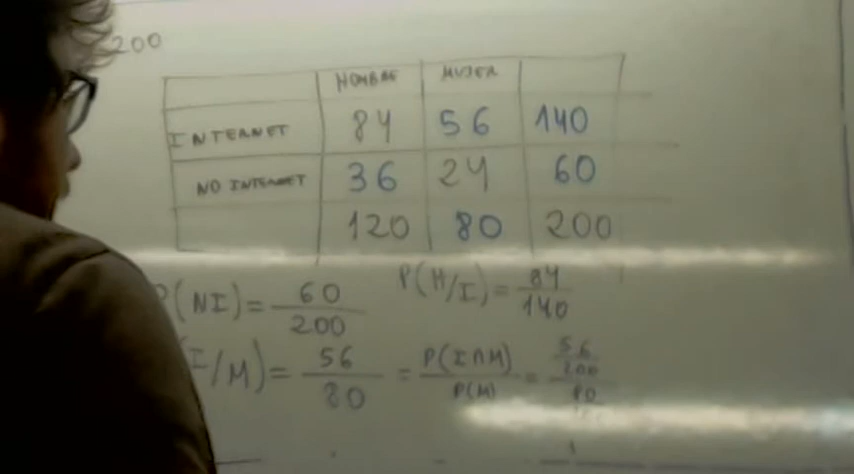 200
HOMBRE MUJER
INTERNET 84 56 140
NO INTERNET 36 24 60
120 80 200
P(NI) = 60/200 P(H/I) = 84/140
I/M) = 56/80 = P(I∩M)/P(M) = 56/200/80